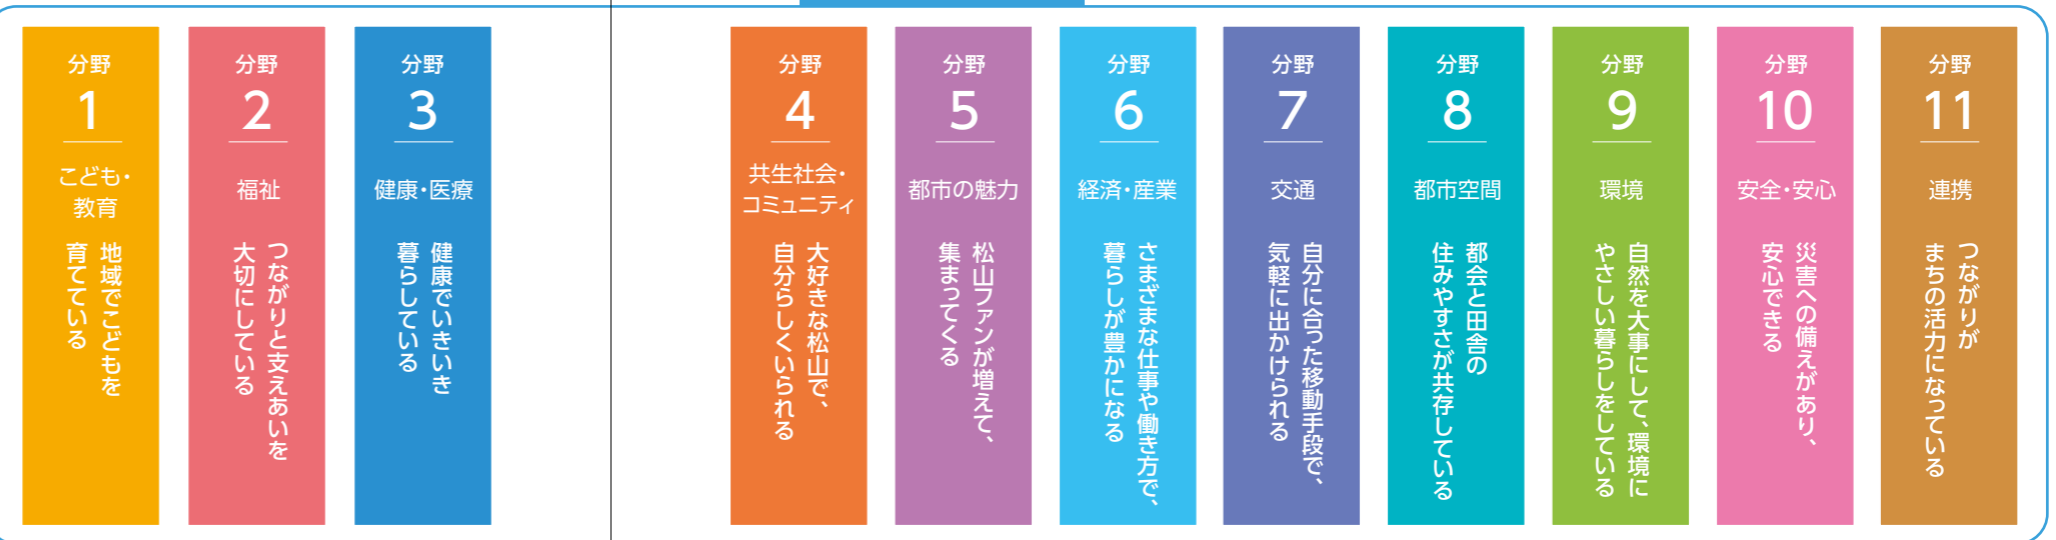 分野
1
こども・
教育
地域でこどもを
育てている
分野
2
福祉
つながりと支えあいを
大切にしている
分野
3
健康・医療
健康でいきいき
暮らしている
分野
4
共生社会・
コミュニティ
大好きな松山で、
自分らしくいられる
分野
5
都市の魅力
松山ファンが増えて、
集まってくる
分野
6
経済・産業
さまざまな仕事や働き方で、
暮らしが豊かになる
分野
7
交通
自分に合った移動手段で、
気軽に出かけられる
分野
8
都市空間
都会と田舎の
住みやすさが共存している
分野
9
環境
自然を大事にして、環境に
やさしい暮らしをしている
分野
10
安全・安心
災害への備えがあり、
安心できる
分野
11
連携
つながりが
まちの活力になっている